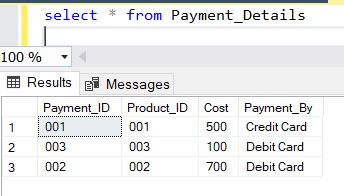 select * from Payment_Details
100 %
Results Messages
Payment_ID Product_ID Cost Payment_By
1 001 001 500 Credit Card
2 003 003 100 Debit Card
3 002 002 700 Debit Card